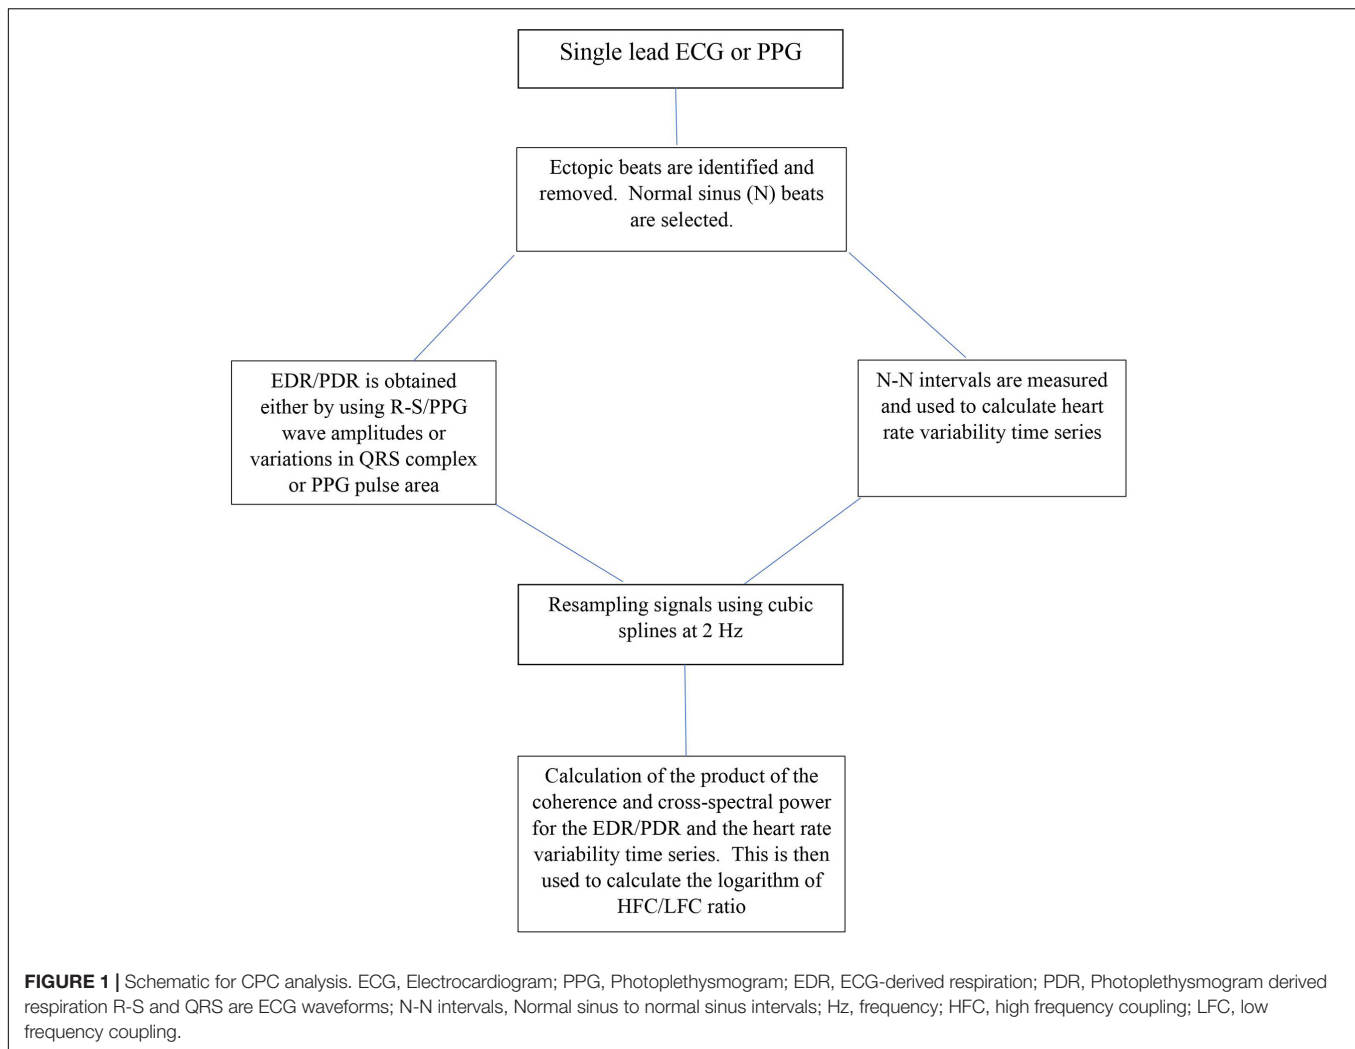 Single lead ECG or PPG
Ectopic beats are identified and
removed. Normal sinus (N) beats
are selected.
EDR/PDR is obtained
either by using R-S/PPG
wave amplitudes or
variations in QRS complex
or PPG pulse area
N-N intervals are measured
and used to calculate heart
rate variability time series
Resampling signals using cubic
splines at 2 Hz
Calculation of the product of the
coherence and cross-spectral power
for the EDR/PDR and the heart rate
variability time series. This is then
used to calculate the logarithm of
HFC/LFC ratio
FIGURE 1 | Schematic for CPC analysis. ECG, Electrocardiogram; PPG, Photoplethysmogram; EDR, ECG-derived respiration; PDR, Photoplethysmogram derived
respiration R-S and QRS are ECG waveforms; N-N intervals, Normal sinus to normal sinus intervals; Hz, frequency; HFC, high frequency coupling; LFC, low
frequency coupling.